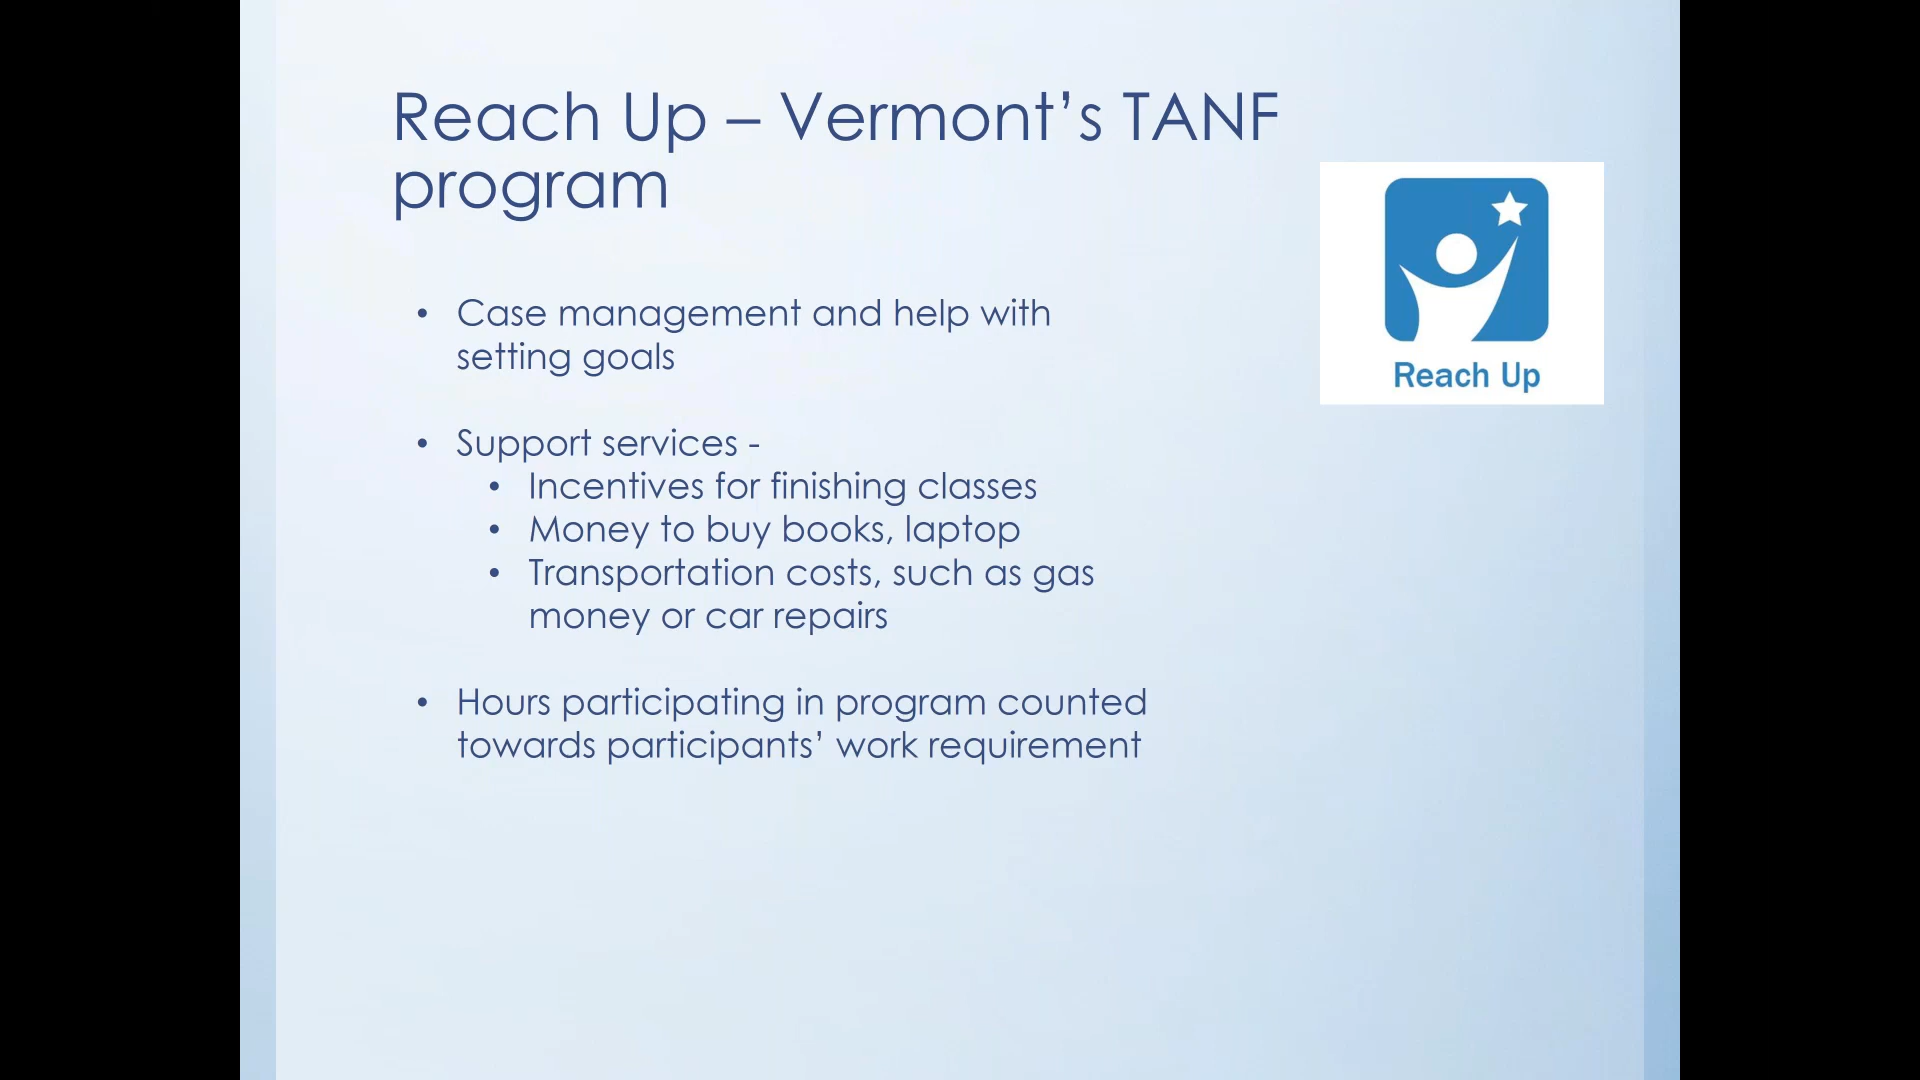 Reach Up – Vermont’s TANF
program
Reach Up
• Case management and help with
setting goals
• Support services -
• Incentives for finishing classes
• Money to buy books, laptop
• Transportation costs, such as gas
money or car repairs
• Hours participating in program counted
towards participants’ work requirement